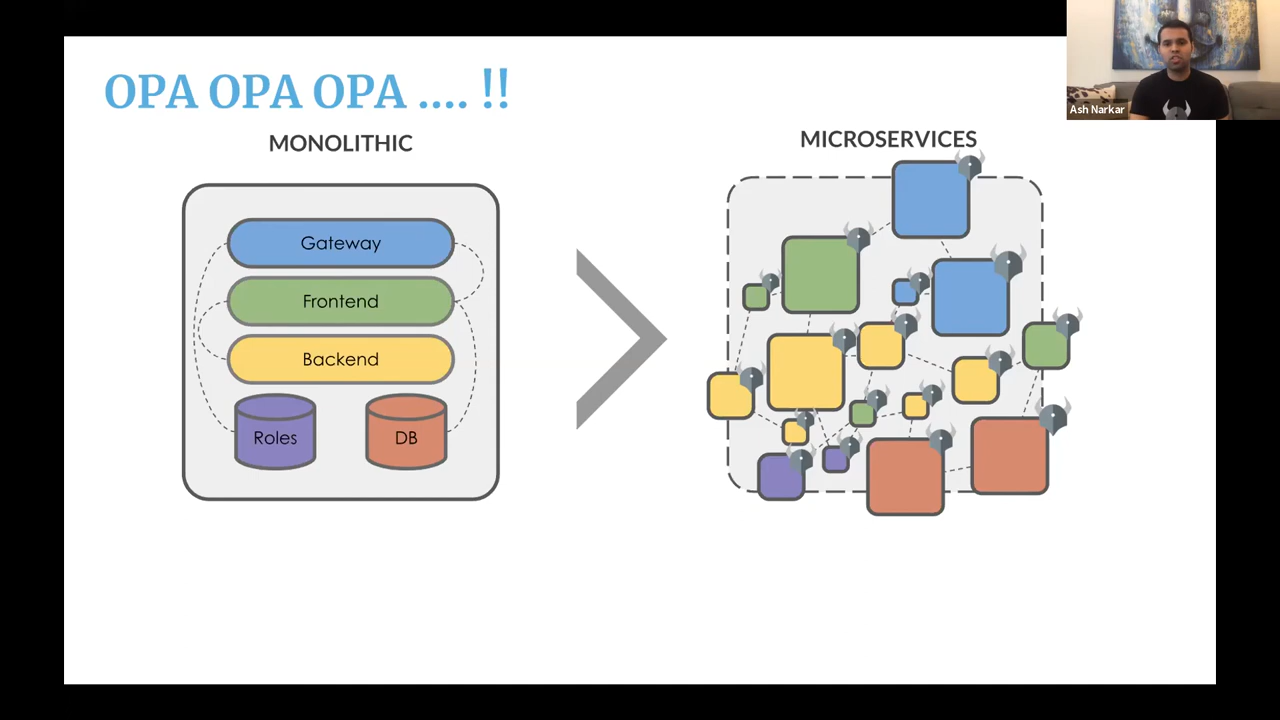 OPA OPA OPA .... !!
Ash Narkar
MONOLITHIC
MICROSERVICES
Gateway
Frontend
Backend
Roles
DB